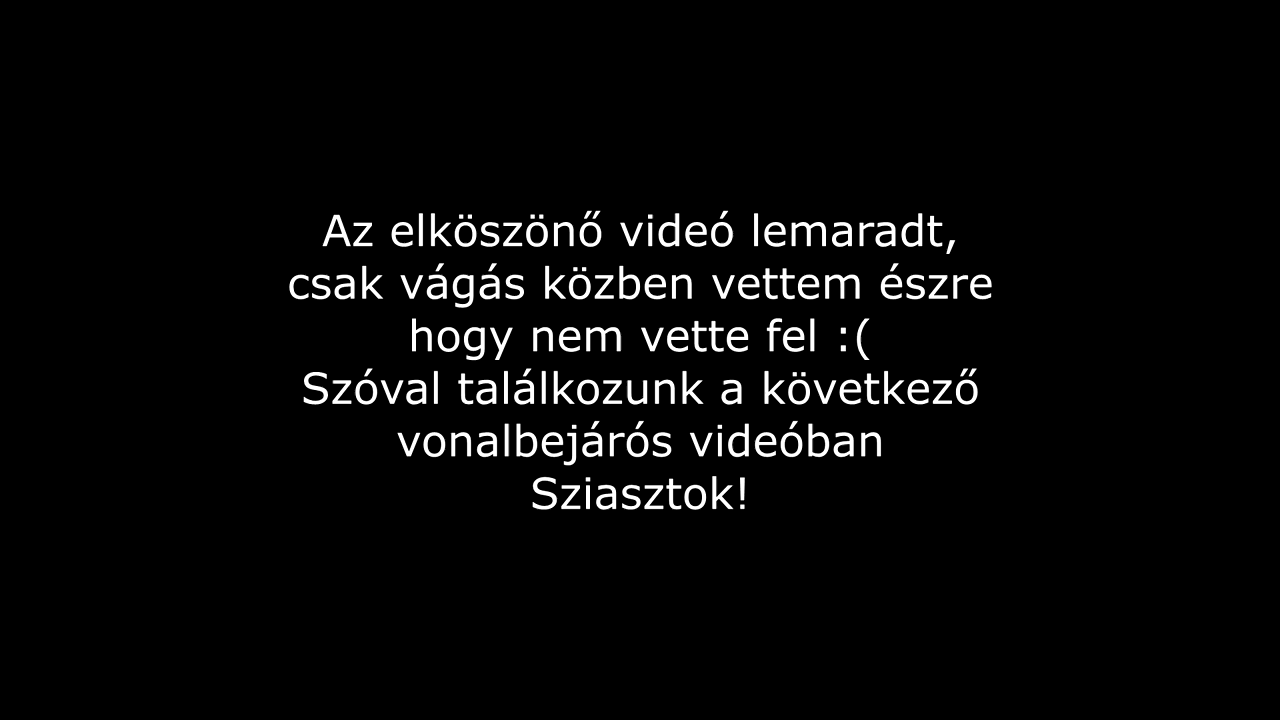 Az elköszönő videó lemaradt,
csak vágás közben vettem észre
hogy nem vette fel :(
Szóval találkozunk a következő
vonalbejárós videóban
Sziasztok!